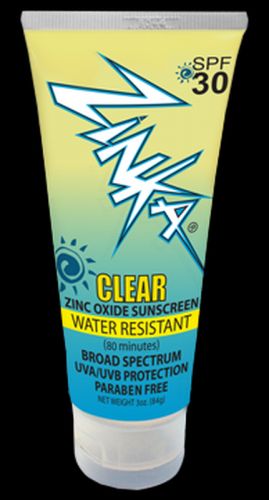 SPF
30
ZINKA®
CLEAR
ZINC OXIDE SUNSCREEN
WATER RESISTANT
(80 minutes)
BROAD SPECTRUM
UVA/UVB PROTECTION
PARABEN FREE
NET WEIGHT 3oz. (84g)